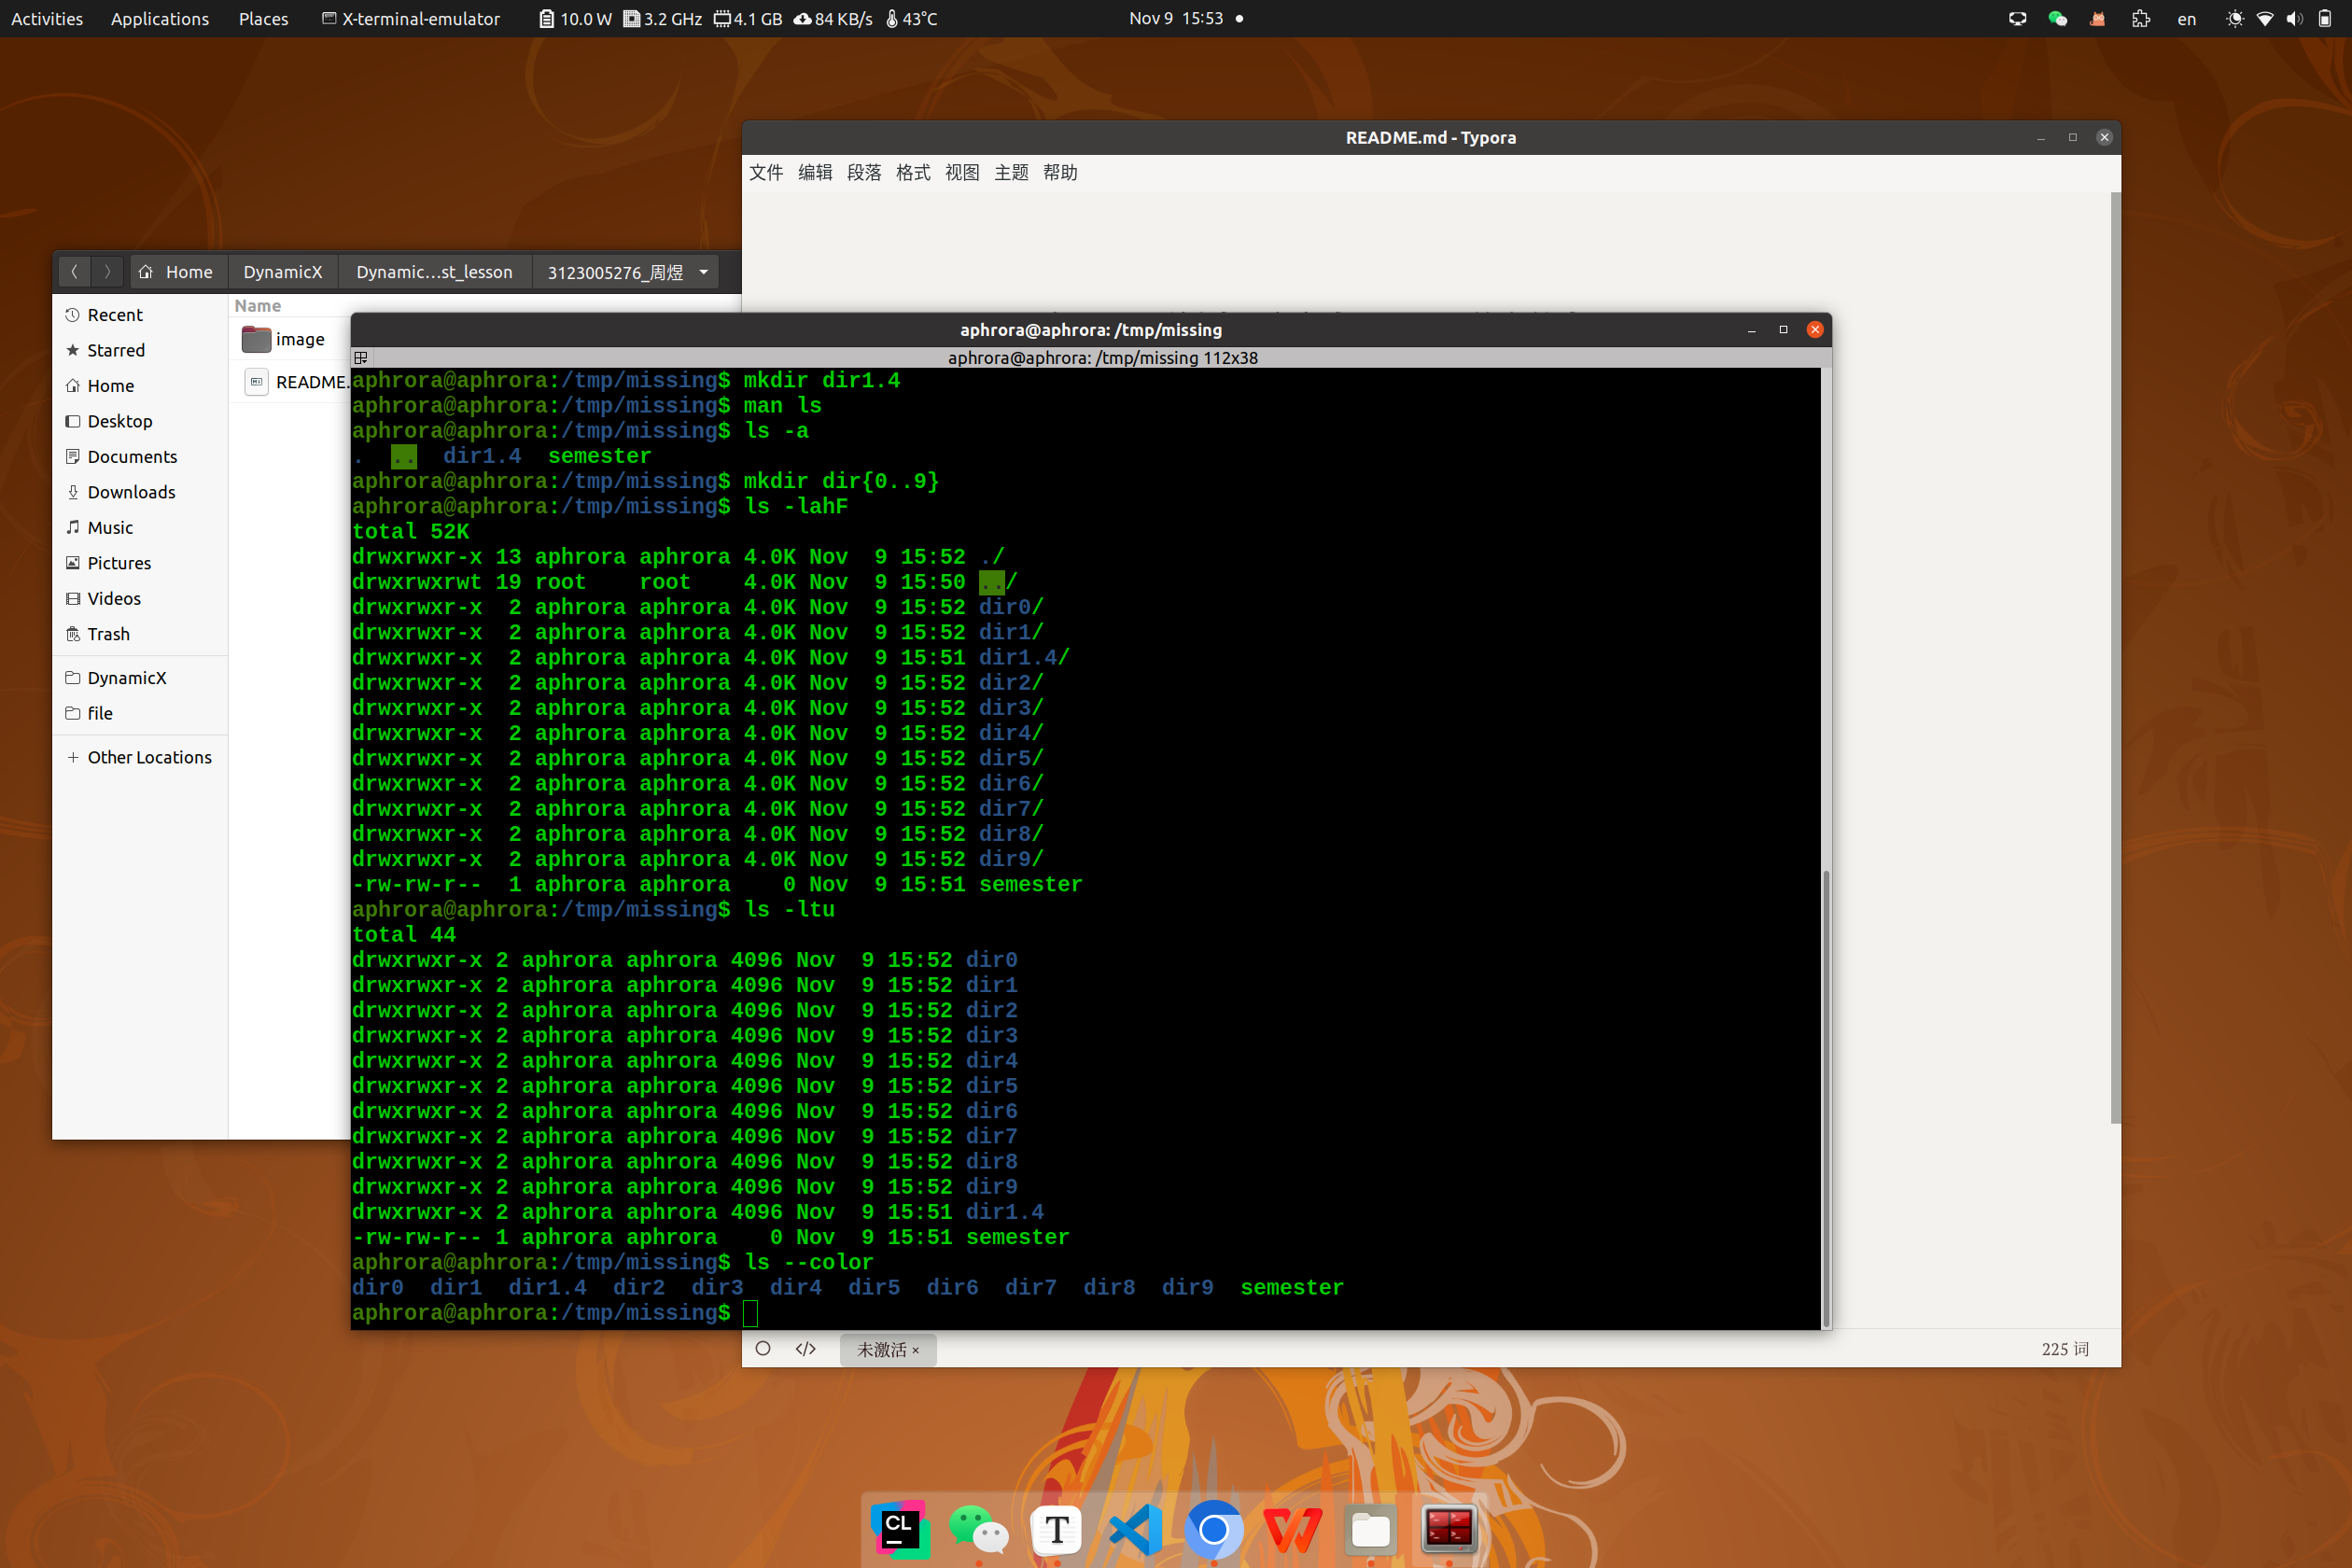 Activities Applications Places X-terminal-emulator 10.0 W 3.2 GHz 4.1 GB 84 KB/s 43°C Nov 9 15:53 en
README.md - Typora
文件 编辑 段落 格式 视图 主题 帮助
Home DynamicX Dynamic…st_lesson 3123005276_周煜
Name
Recent
Starred
Home
Desktop
Documents
Downloads
Music
Pictures
Videos
Trash
DynamicX
file
+ Other Locations
image
README.
aphrora@aphrora: /tmp/missing
aphrora@aphrora: /tmp/missing 112x38
aphrora@aphrora:/tmp/missing$ mkdir dir1.4
aphrora@aphrora:/tmp/missing$ man ls
aphrora@aphrora:/tmp/missing$ ls -a
.  ..  dir1.4  semester
aphrora@aphrora:/tmp/missing$ mkdir dir{0..9}
aphrora@aphrora:/tmp/missing$ ls -lahF
total 52K
drwxrwxr-x 13 aphrora aphrora 4.0K Nov  9 15:52 ./
drwxrwxrwt 19 root    root    4.0K Nov  9 15:50 ../
drwxrwxr-x  2 aphrora aphrora 4.0K Nov  9 15:52 dir0/
drwxrwxr-x  2 aphrora aphrora 4.0K Nov  9 15:52 dir1/
drwxrwxr-x  2 aphrora aphrora 4.0K Nov  9 15:51 dir1.4/
drwxrwxr-x  2 aphrora aphrora 4.0K Nov  9 15:52 dir2/
drwxrwxr-x  2 aphrora aphrora 4.0K Nov  9 15:52 dir3/
drwxrwxr-x  2 aphrora aphrora 4.0K Nov  9 15:52 dir4/
drwxrwxr-x  2 aphrora aphrora 4.0K Nov  9 15:52 dir5/
drwxrwxr-x  2 aphrora aphrora 4.0K Nov  9 15:52 dir6/
drwxrwxr-x  2 aphrora aphrora 4.0K Nov  9 15:52 dir7/
drwxrwxr-x  2 aphrora aphrora 4.0K Nov  9 15:52 dir8/
drwxrwxr-x  2 aphrora aphrora 4.0K Nov  9 15:52 dir9/
-rw-rw-r--  1 aphrora aphrora    0 Nov  9 15:51 semester
aphrora@aphrora:/tmp/missing$ ls -ltu
total 44
drwxrwxr-x 2 aphrora aphrora 4096 Nov  9 15:52 dir0
drwxrwxr-x 2 aphrora aphrora 4096 Nov  9 15:52 dir1
drwxrwxr-x 2 aphrora aphrora 4096 Nov  9 15:52 dir2
drwxrwxr-x 2 aphrora aphrora 4096 Nov  9 15:52 dir3
drwxrwxr-x 2 aphrora aphrora 4096 Nov  9 15:52 dir4
drwxrwxr-x 2 aphrora aphrora 4096 Nov  9 15:52 dir5
drwxrwxr-x 2 aphrora aphrora 4096 Nov  9 15:52 dir6
drwxrwxr-x 2 aphrora aphrora 4096 Nov  9 15:52 dir7
drwxrwxr-x 2 aphrora aphrora 4096 Nov  9 15:52 dir8
drwxrwxr-x 2 aphrora aphrora 4096 Nov  9 15:52 dir9
drwxrwxr-x 2 aphrora aphrora 4096 Nov  9 15:51 dir1.4
-rw-rw-r-- 1 aphrora aphrora    0 Nov  9 15:51 semester
aphrora@aphrora:/tmp/missing$ ls --color
dir0  dir1  dir1.4  dir2  dir3  dir4  dir5  dir6  dir7  dir8  dir9  semester
aphrora@aphrora:/tmp/missing$
</> 未激活 × 225 词
CL T